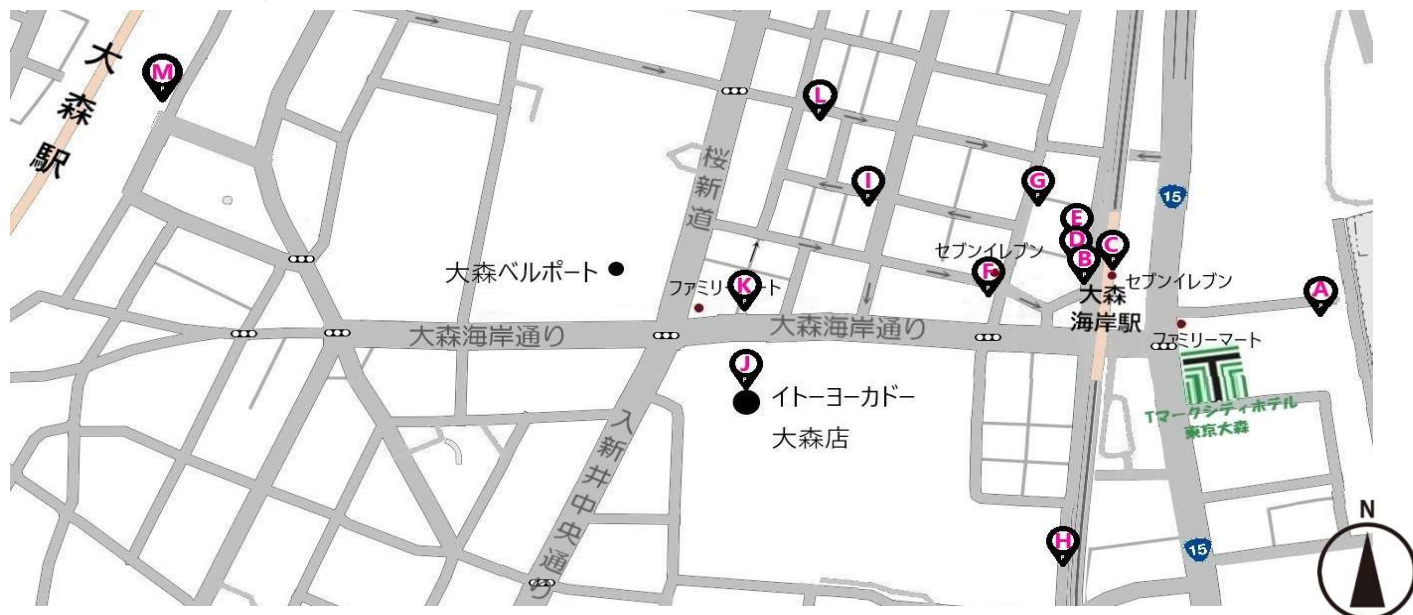 大森駅
M
L
桜新道
I
G
15
E
D
C
B
セブンイレブン
F
セブンイレブン
大森ベルポート
ファミリーマート
K
A
大森
海岸駅
大森海岸通り
大森海岸通り
ファミリーマート
J
T
イトーヨーカドー
大森店
Tマークシティホテル
東京大森
入新井中央通り
H
15
N